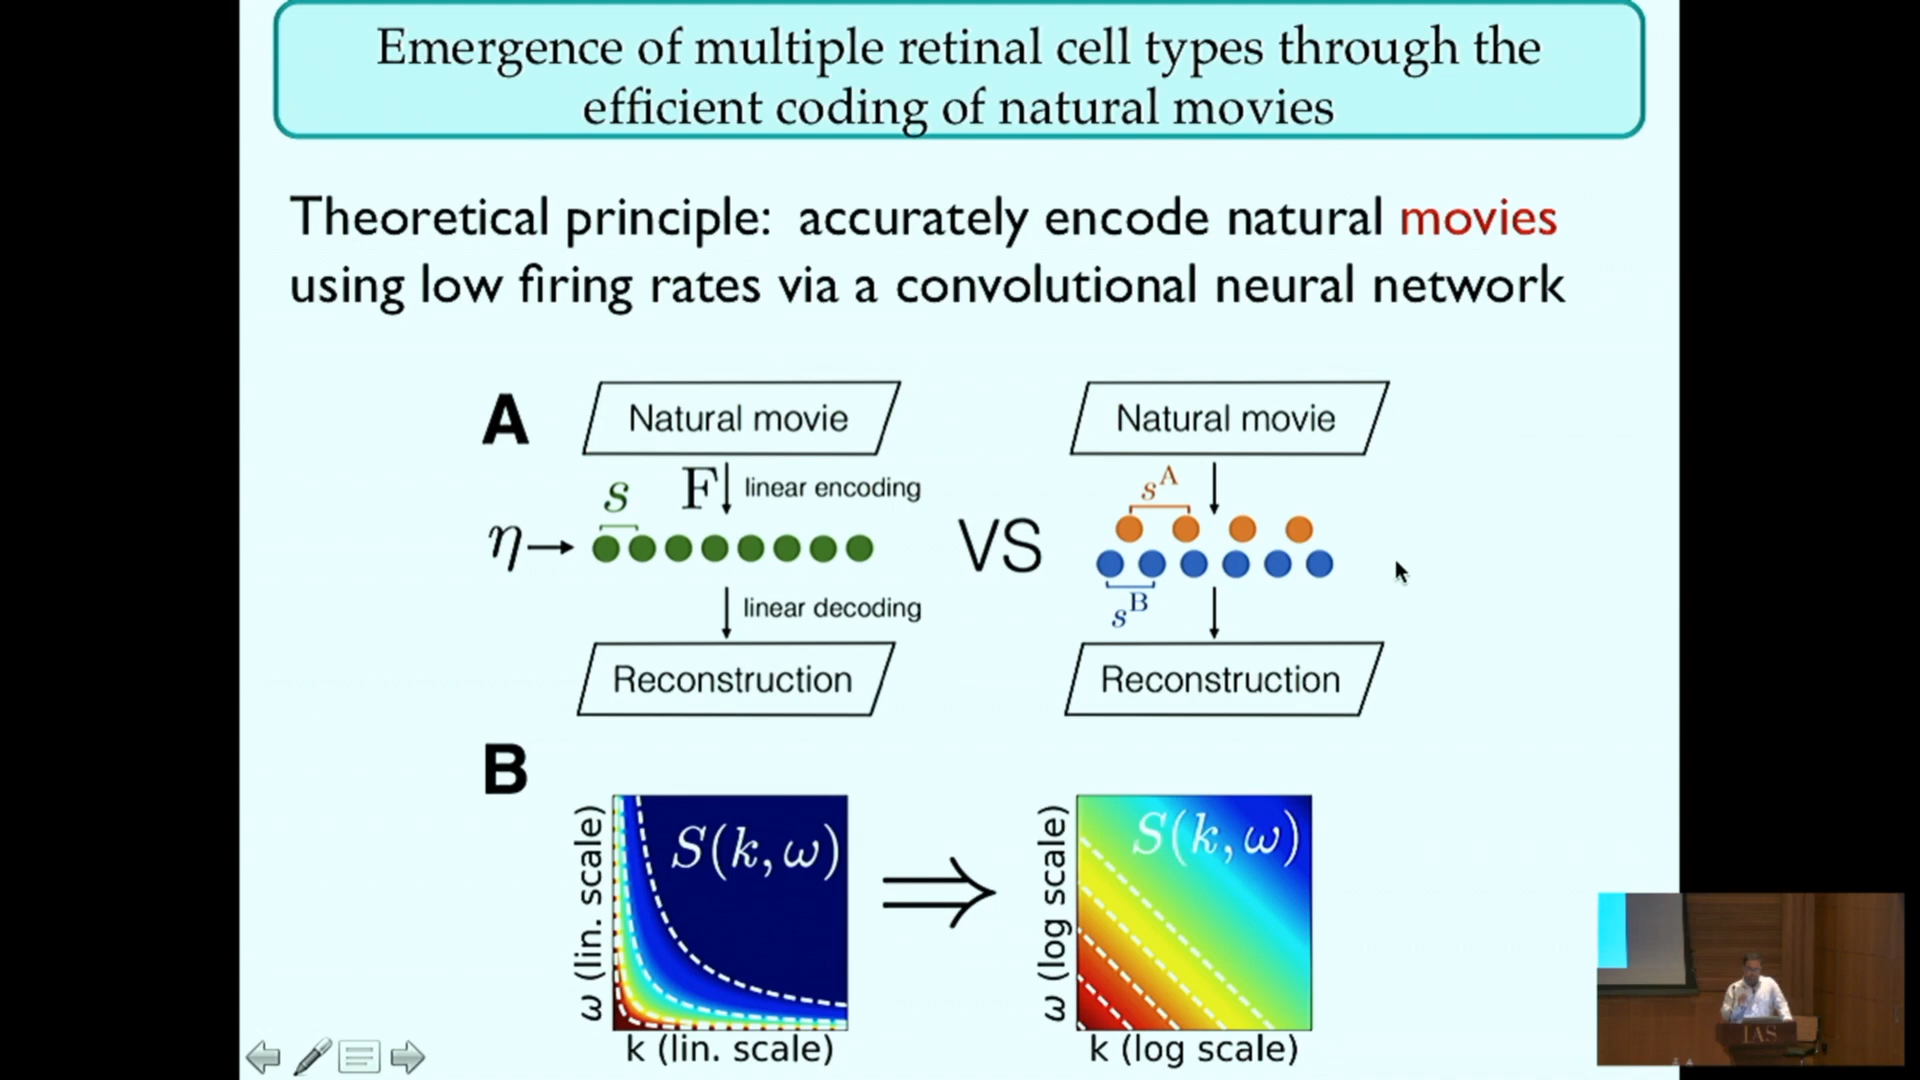 Emergence of multiple retinal cell types through the
efficient coding of natural movies
Theoretical principle: accurately encode natural movies
using low firing rates via a convolutional neural network
A
Natural movie
s
F
linear encoding
η
linear decoding
Reconstruction
VS
Natural movie
s^A
s^B
Reconstruction
B
S(k, ω)
ω (lin. scale)
k (lin. scale)
S(k, ω)
ω (log scale)
k (log scale)
IAS